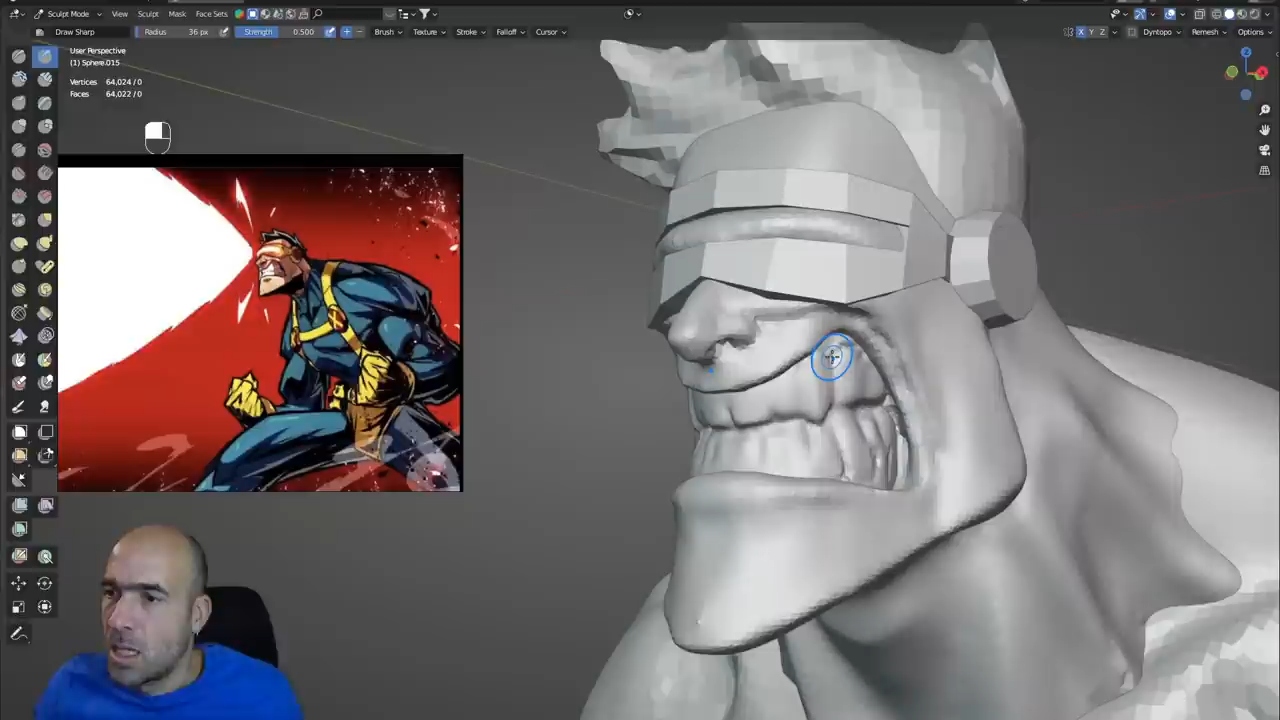 Sculpt Mode View Sculpt Mask Face Sets
Draw Sharp Radius 36 px Strength 0.500 Brush Texture Stroke Falloff Cursor X Y Z Dyntopo Remesh Options
User Perspective
(1) Sphere.015
Vertices 64,024 / 0
Faces 64,022 / 0
Z